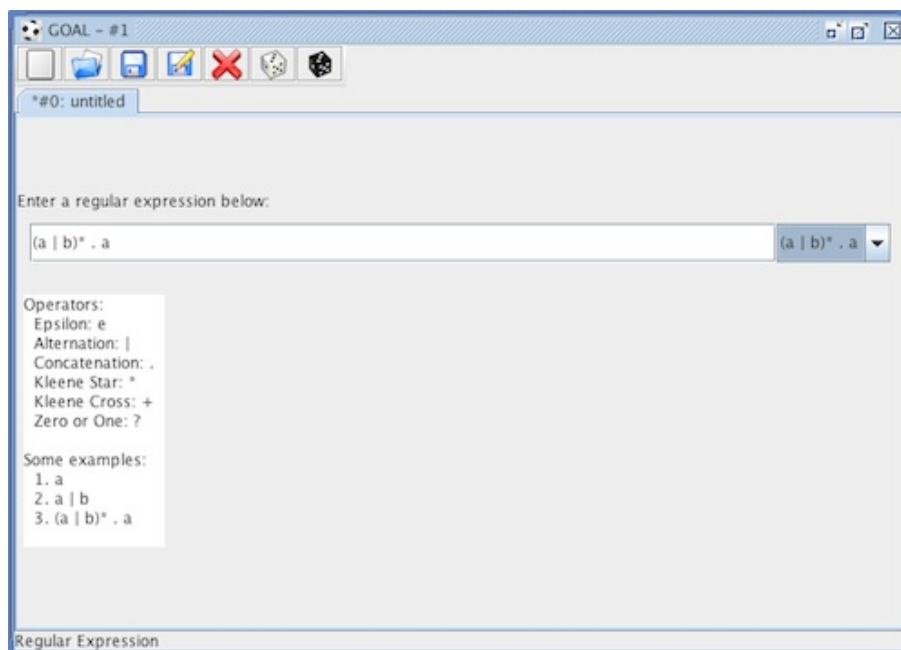 GOAL - #1
*#0: untitled
Enter a regular expression below:
(a | b)* . a
(a | b)* . a
Operators:
Epsilon: e
Alternation: |
Concatenation: .
Kleene Star: *
Kleene Cross: +
Zero or One: ?
Some examples:
1. a
2. a | b
3. (a | b)* . a
Regular Expression